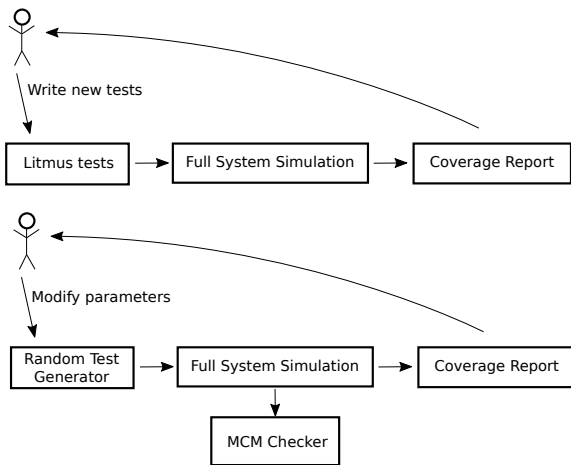 Write new tests
Litmus tests
Full System Simulation
Coverage Report
Modify parameters
Random Test
Generator
Full System Simulation
Coverage Report
MCM Checker